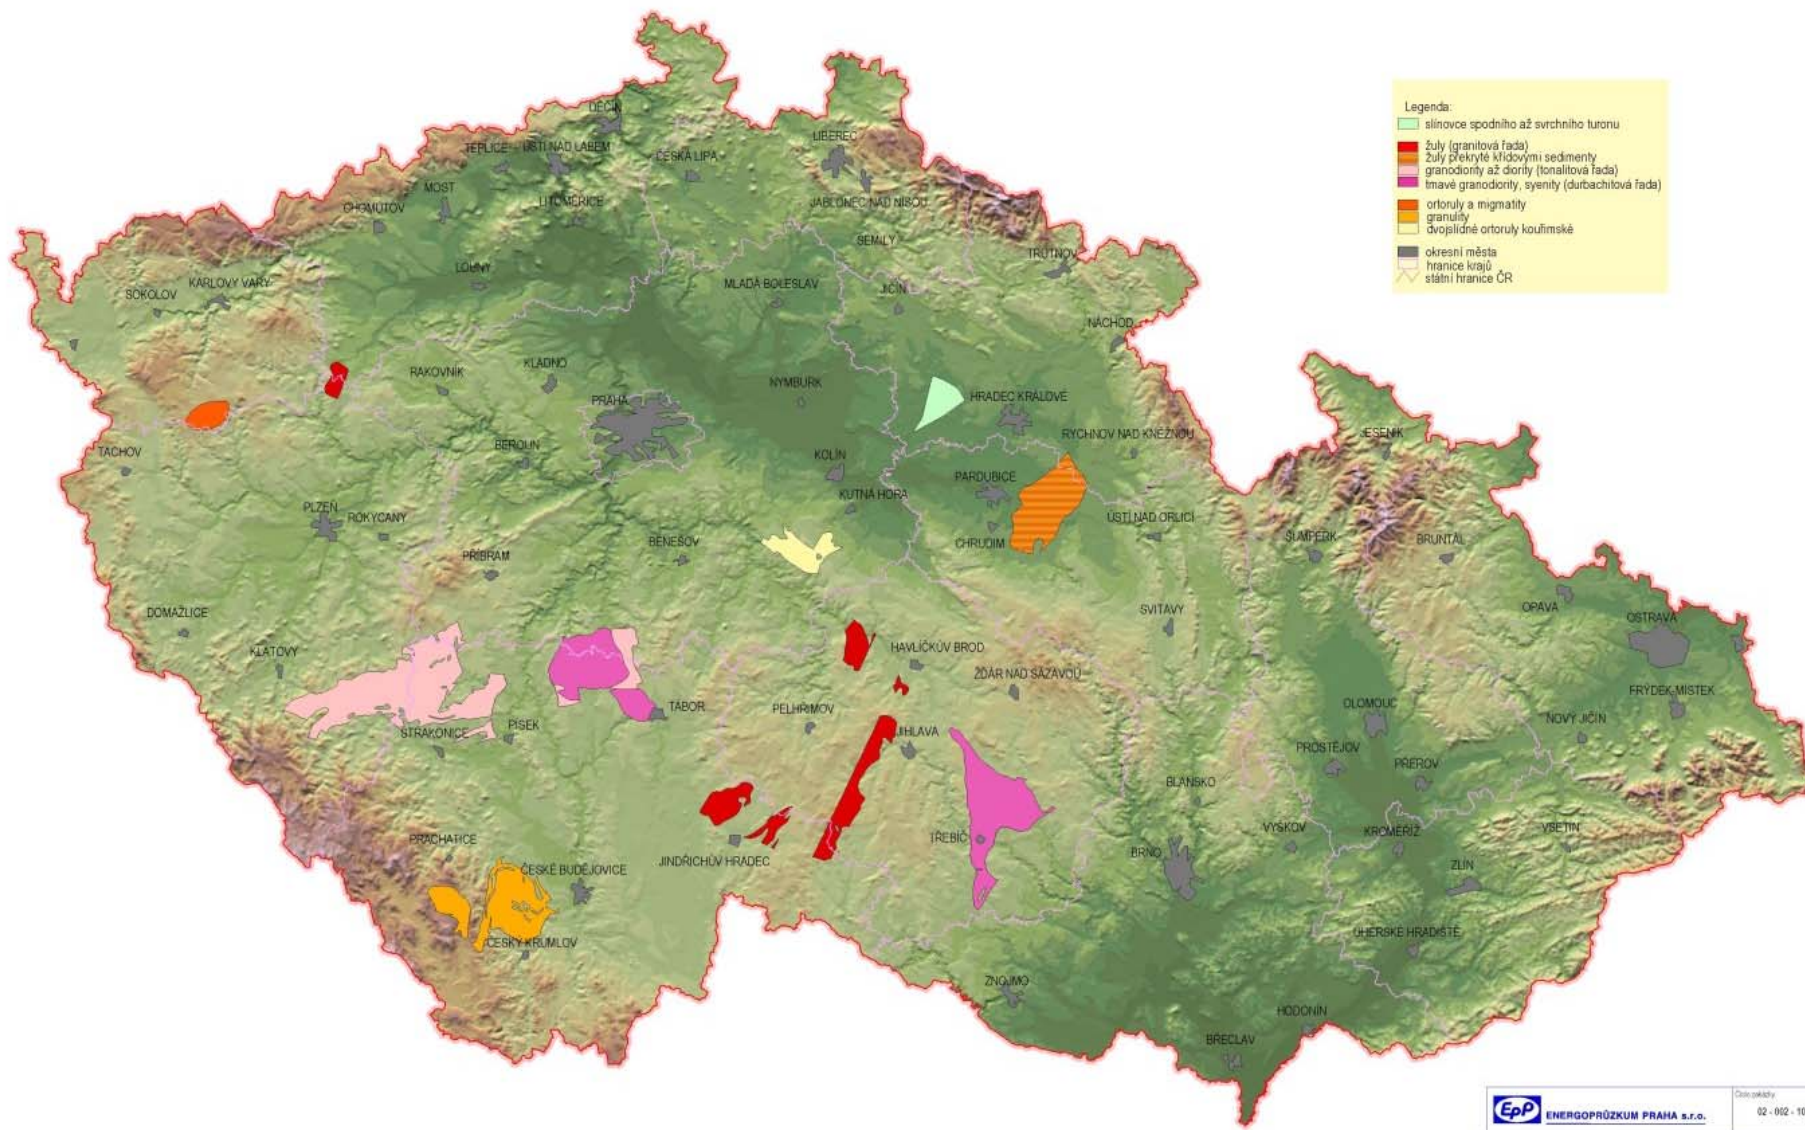 DĚČÍN
LIBEREC
TEPLICE
ÚSTÍ NAD LABEM
ČESKÁ LÍPA
MOST
CHOMUTOV
LITOMĚŘICE
JABLONEC NAD NISOU
SEMILY
TRUTNOV
LOUNY
KARLOVY VARY
SOKOLOV
MLADÁ BOLESLAV
JIČÍN
NÁCHOD
RAKOVNÍK
KLADNO
NYMBURK
PRAHA
HRADEC KRÁLOVÉ
RYCHNOV NAD KNĚŽNOU
JESENÍK
TACHOV
BEROUN
KOLÍN
PARDUBICE
KUTNÁ HORA
PLZEŇ
ROKYCANY
ÚSTÍ NAD ORLICÍ
CHRUDIM
BENEŠOV
PŘÍBRAM
ŠUMPERK
BRUNTÁL
DOMAŽLICE
SVITAVY
OPAVA
OSTRAVA
KLATOVY
HAVLÍČKŮV BROD
ŽĎÁR NAD SÁZAVOU
FRÝDEK-MÍSTEK
TÁBOR
PELHŘIMOV
OLOMOUC
NOVÝ JIČÍN
STRAKONICE
PÍSEK
JIHLAVA
PROSTĚJOV
PŘEROV
BLANSKO
PRACHATICE
TŘEBÍČ
VYŠKOV
KROMĚŘÍŽ
VSETÍN
JINDŘICHŮV HRADEC
BRNO
ČESKÉ BUDĚJOVICE
ZLÍN
ČESKÝ KRUMLOV
UHERSKÉ HRADIŠTĚ
ZNOJMO
HODONÍN
BŘECLAV
Legenda:
slínovce spodního až svrchního turonu
žuly (granitová řada)
žuly překryté křídovými sedimenty
granodiority až diority (tonalitová řada)
tmavé granodiority, syenity (durbachitová řada)
ortoruly a migmatity
granulity
dvojslídné ortoruly kouřimské
okresní města
hranice krajů
státní hranice ČR
EPP ENERGOPRŮZKUM PRAHA s.r.o.
Číslo zakázky
02 - 002 - 10